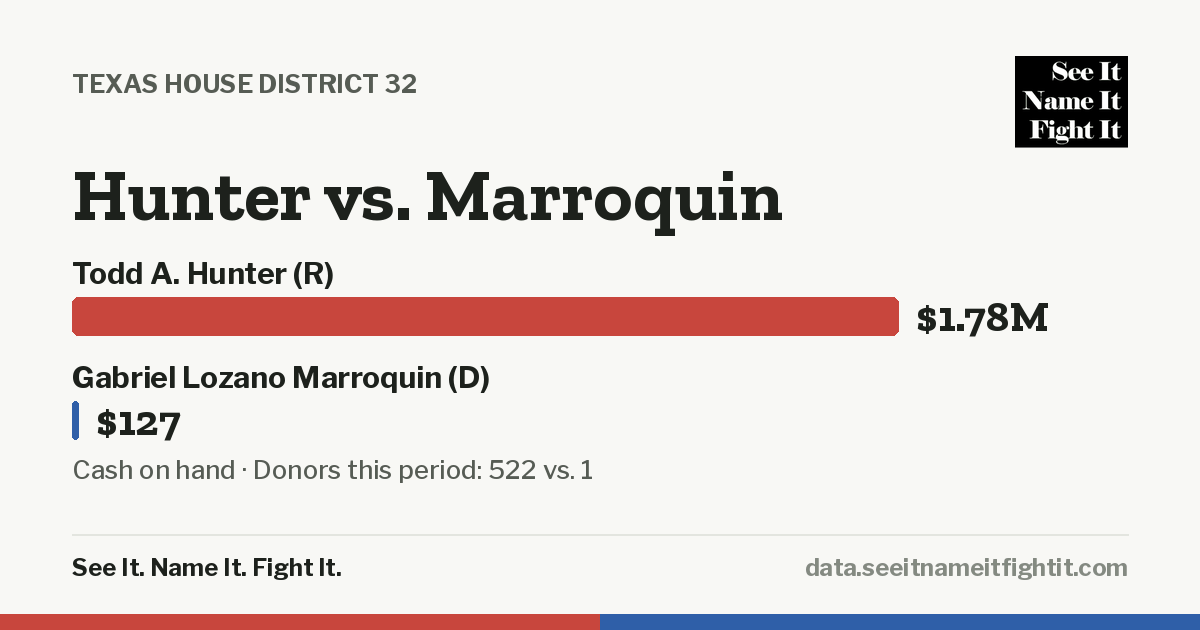 TEXAS HOUSE DISTRICT 32
See It
Name It
Fight It
Hunter vs. Marroquin
Todd A. Hunter (R)
$1.78M
Gabriel Lozano Marroquin (D)
$127
Cash on hand · Donors this period: 522 vs. 1
See It. Name It. Fight It.
data.seeitnameitfightit.com